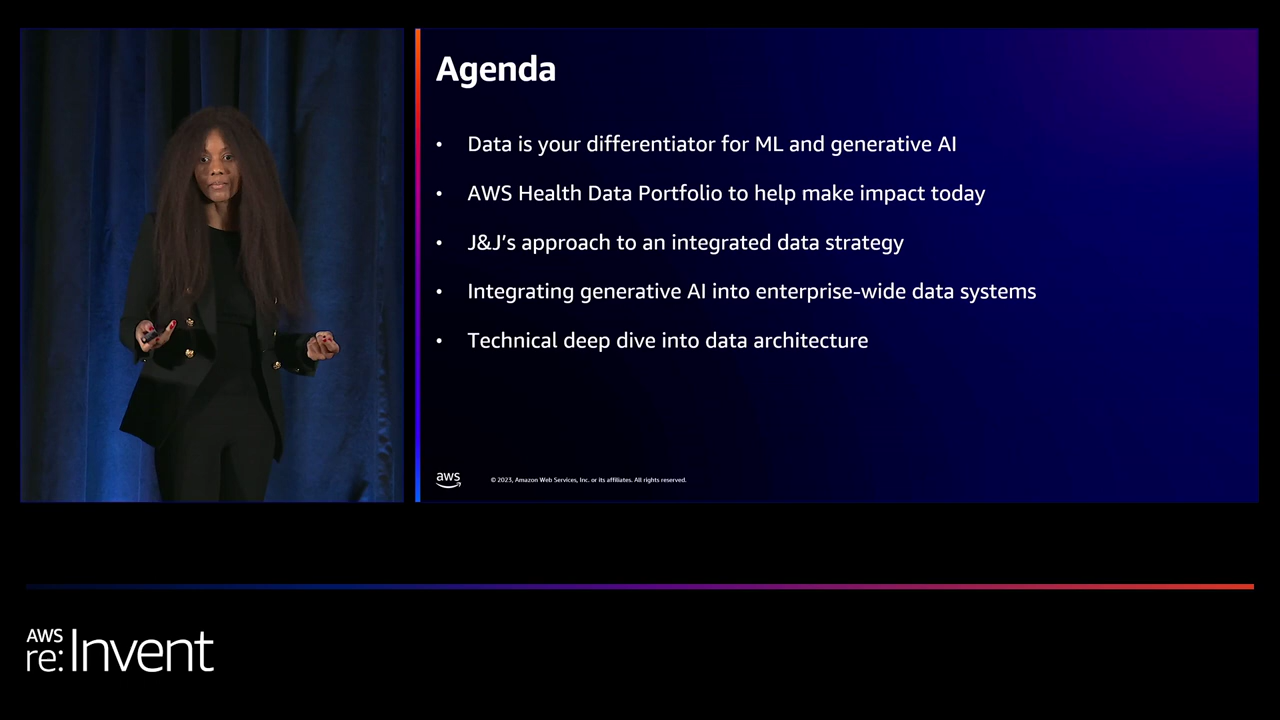 Agenda
• Data is your differentiator for ML and generative AI
• AWS Health Data Portfolio to help make impact today
• J&J's approach to an integrated data strategy
• Integrating generative AI into enterprise-wide data systems
• Technical deep dive into data architecture
aws
© 2023, Amazon Web Services, Inc. or its affiliates. All rights reserved.
AWS
re:Invent